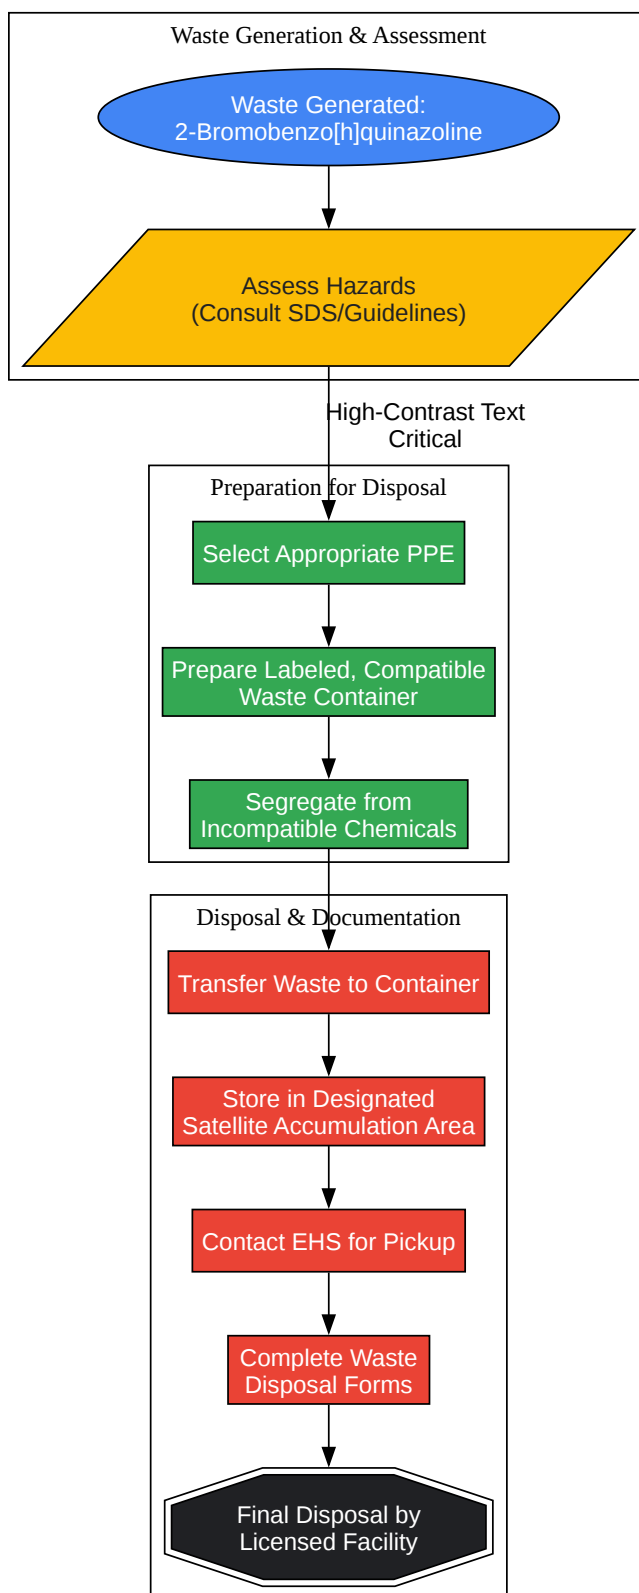 Waste Generation & Assessment
Waste Generated:
2-Bromobenzo[h]quinazoline
Assess Hazards
(Consult SDS/Guidelines)
High-Contrast Text
Critical
Preparation for Disposal
Select Appropriate PPE
Prepare Labeled, Compatible
Waste Container
Segregate from
Incompatible Chemicals
Disposal & Documentation
Transfer Waste to Container
Store in Designated
Satellite Accumulation Area
Contact EHS for Pickup
Complete Waste
Disposal Forms
Final Disposal by
Licensed Facility